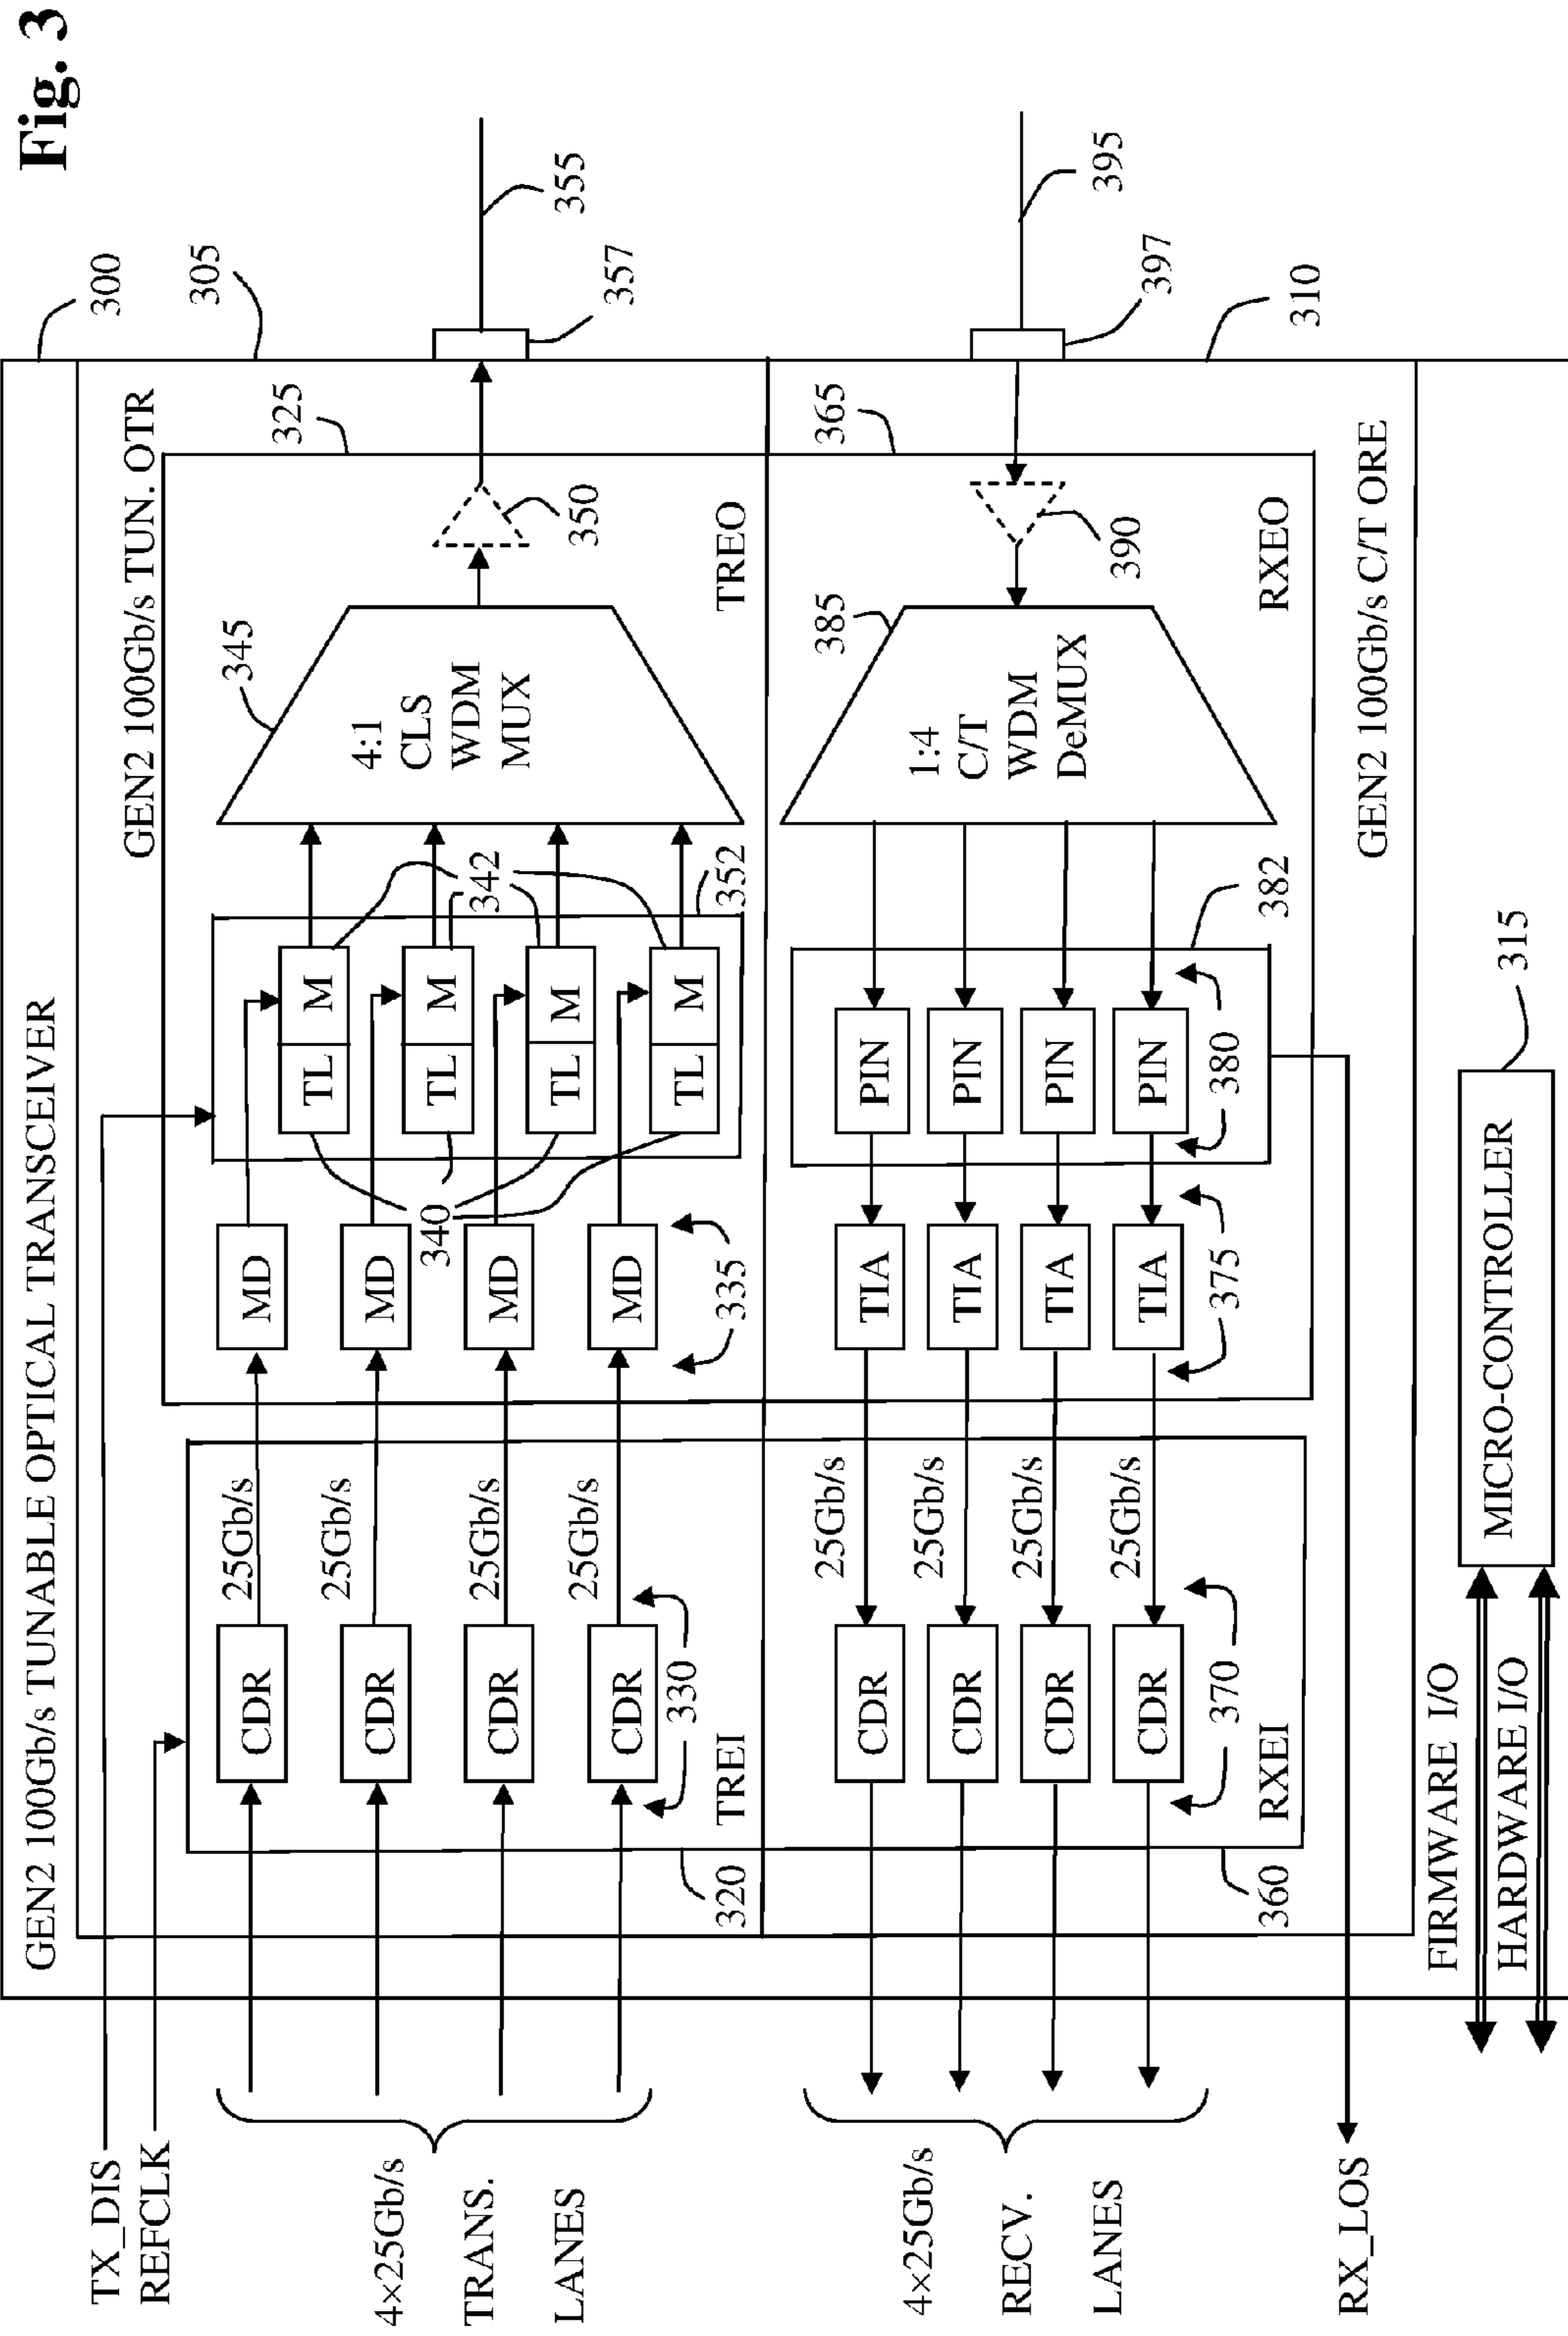 Fig. 3
GEN2 100Gb/s TUNABLE OPTICAL TRANSCEIVER
300
305
GEN2 100Gb/s TUN. OTR
325
TX_DIS
REFCLK
4×25Gb/s
TRANS.
LANES
CDR
25Gb/s
MD
TL
M
CDR
25Gb/s
MD
TL
M
CDR
25Gb/s
MD
TL
M
CDR
25Gb/s
MD
TL
M
330
335
340
342
352
345
4:1
CLS
WDM
MUX
350
355
357
320
TREI
TREO
4×25Gb/s
RECV.
LANES
CDR
25Gb/s
TIA
PIN
CDR
25Gb/s
TIA
PIN
CDR
25Gb/s
TIA
PIN
CDR
25Gb/s
TIA
PIN
370
375
380
382
385
1:4
C/T
WDM
DeMUX
390
365
395
397
310
360
RXEI
RXEO
GEN2 100Gb/s C/T ORE
RX_LOS
FIRMWARE I/O
HARDWARE I/O
MICRO-CONTROLLER
315